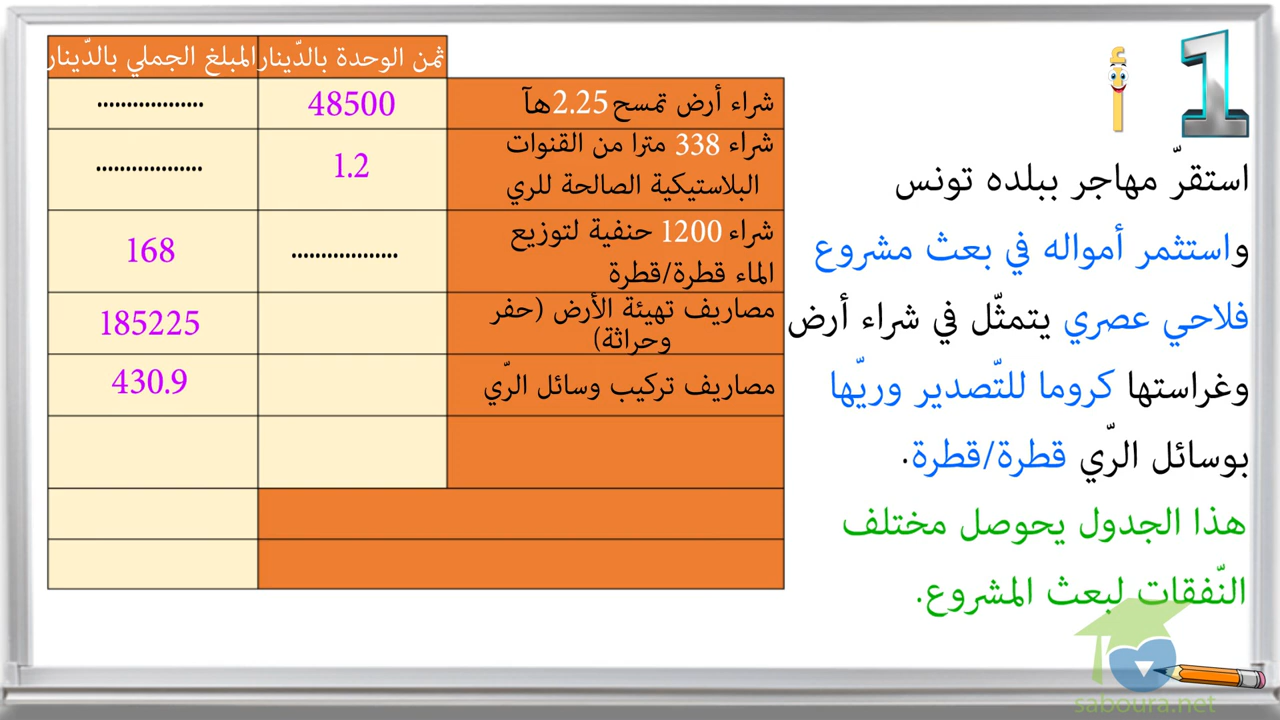 1
أ
استقرّ مهاجر ببلده تونس
واستثمر أمواله في بعث مشروع
فلاحي عصري يتمثّل في شراء أرض
وغراستها كروما للتّصدير وريّها
بوسائل الرّي قطرة/قطرة.
هذا الجدول يحوصل مختلف
النّفقات لبعث المشروع.
ثمن الوحدة بالدّينار المبلغ الجملي بالدّينار
شراء أرض تمسح 2.25هآ 48500 ..................
شراء 338 مترا من القنوات
البلاستيكية الصالحة للري 1.2 ..................
شراء 1200 حنفية لتوزيع
الماء قطرة/قطرة .................. 168
مصاريف تهيئة الأرض (حفر
وحراثة) 185225
مصاريف تركيب وسائل الرّي 430.9
saboura.net